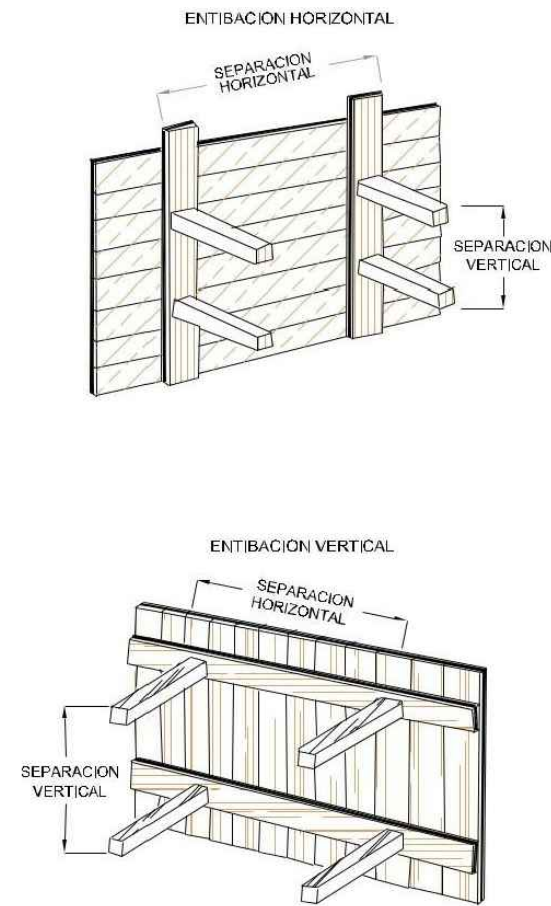 ENTIBACION HORIZONTAL
SEPARACION
HORIZONTAL
SEPARACION
VERTICAL
ENTIBACION VERTICAL
SEPARACION
HORIZONTAL
SEPARACION
VERTICAL